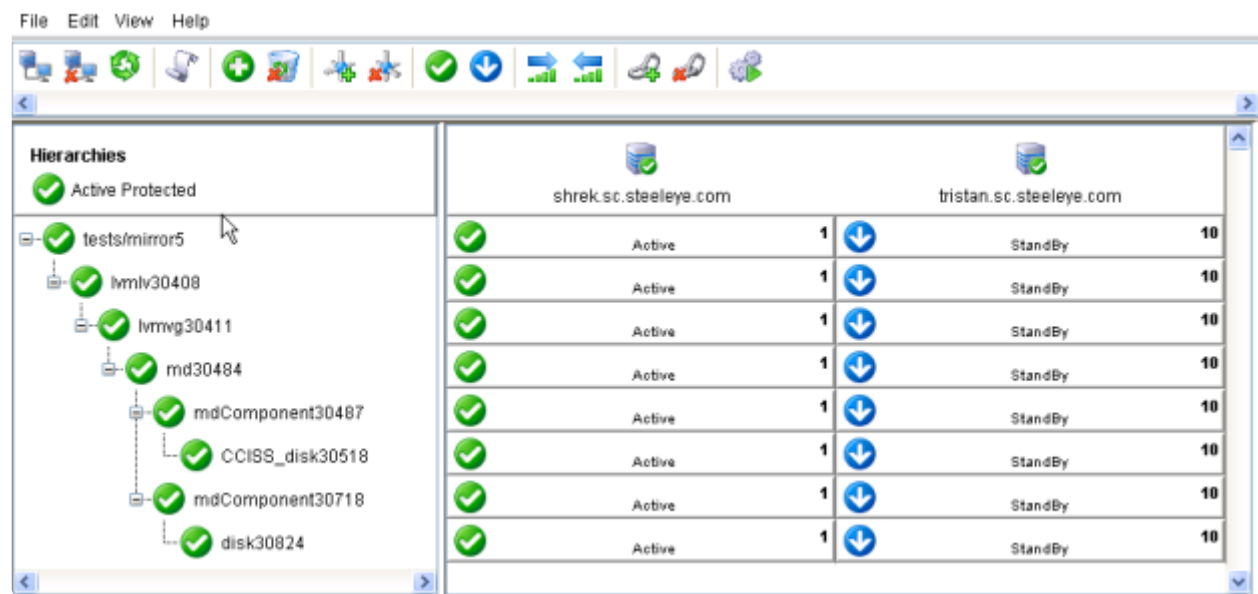 File Edit View Help
Hierarchies
Active Protected
shrek.sc.steeleye.com
tristan.sc.steeleye.com
tests/mirror5
Active 1
StandBy 10
lvmlv30408
Active 1
StandBy 10
lvmvg30411
Active 1
StandBy 10
md30484
Active 1
StandBy 10
mdComponent30487
Active 1
StandBy 10
CCISS_disk30518
Active 1
StandBy 10
mdComponent30718
Active 1
StandBy 10
disk30824
Active 1
StandBy 10